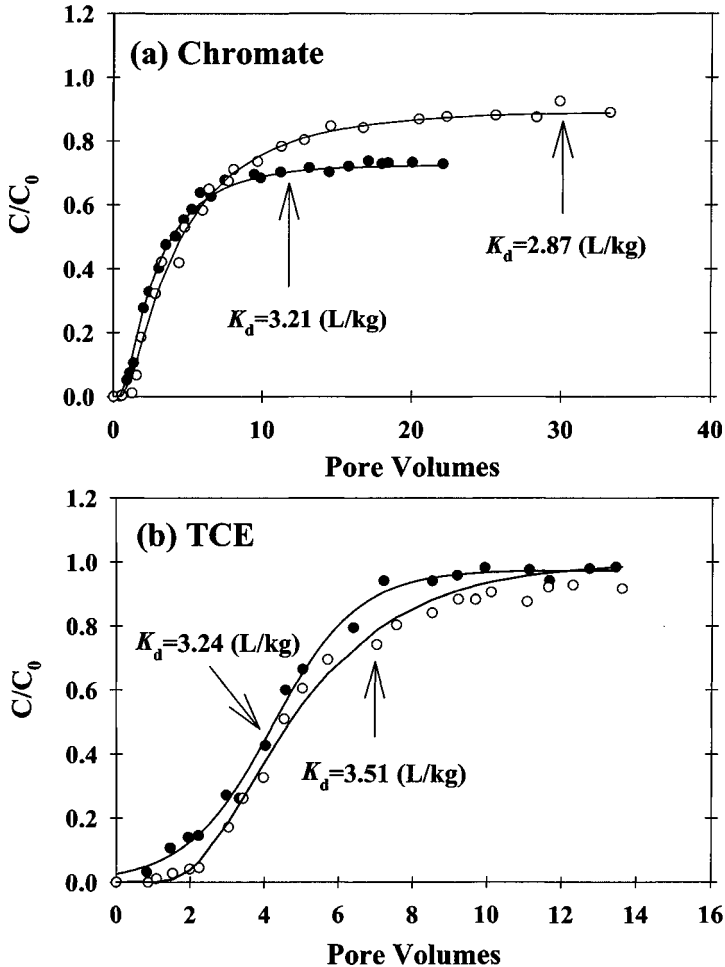 (a) Chromate
1.2
1.0
0.8
0.6
0.4
0.2
0.0
C/C0
Kd=2.87 (L/kg)
Kd=3.21 (L/kg)
0 10 20 30 40
Pore Volumes
(b) TCE
1.2
1.0
0.8
0.6
0.4
0.2
0.0
C/C0
Kd=3.24 (L/kg)
Kd=3.51 (L/kg)
0 2 4 6 8 10 12 14 16
Pore Volumes